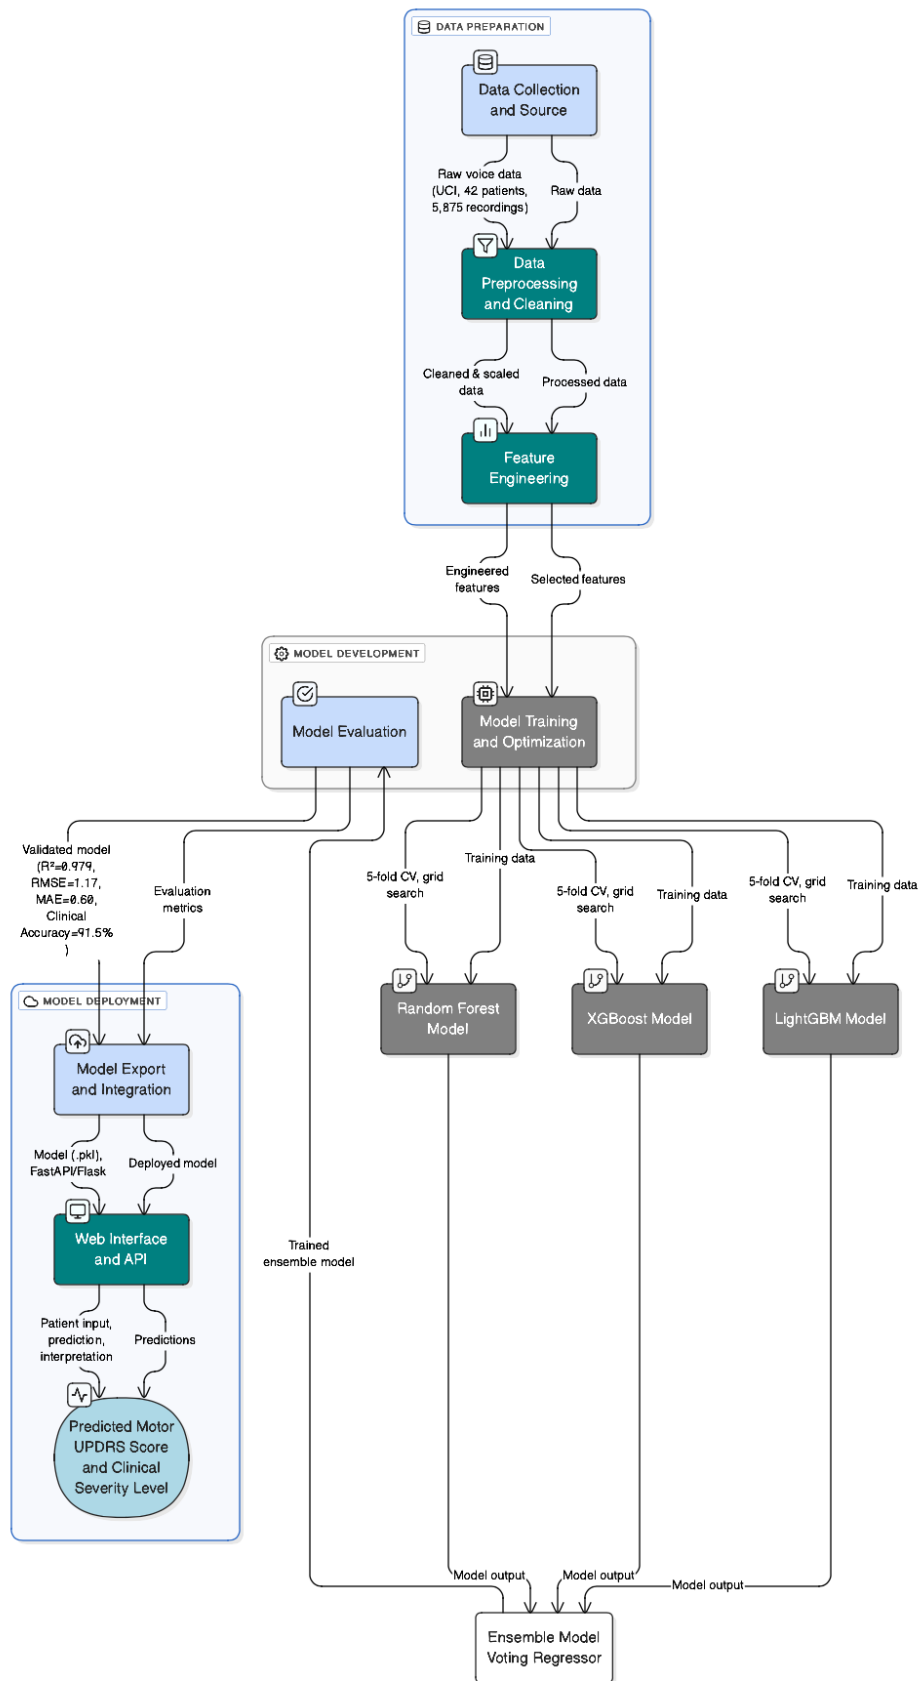 DATA PREPARATION
Data Collection
and Source
Raw voice data
(UCI, 42 patients,
5,875 recordings)
Raw data
Data
Preprocessing
and Cleaning
Cleaned & scaled
data
Processed data
Feature
Engineering
Engineered
features
Selected features
MODEL DEVELOPMENT
Model Evaluation
Model Training
and Optimization
Validated model
(R²=0.979,
RMSE=1.17,
MAE=0.60,
Clinical
Accuracy=91.5%
)
Evaluation
metrics
5-fold CV, grid
search
Training data
5-fold CV, grid
search
Training data
5-fold CV, grid
search
Training data
Random Forest
Model
XGBoost Model
LightGBM Model
MODEL DEPLOYMENT
Model Export
and Integration
Model (.pkl),
FastAPI/Flask
Deployed model
Web Interface
and API
Patient input,
prediction,
interpretation
Predictions
Predicted Motor
UPDRS Score
and Clinical
Severity Level
Trained
ensemble model
Model output
Model output
Model output
Ensemble Model
Voting Regressor